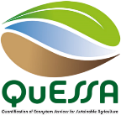 QuESSA
Quantification of Ecosystem Services for Sustainable Agriculture